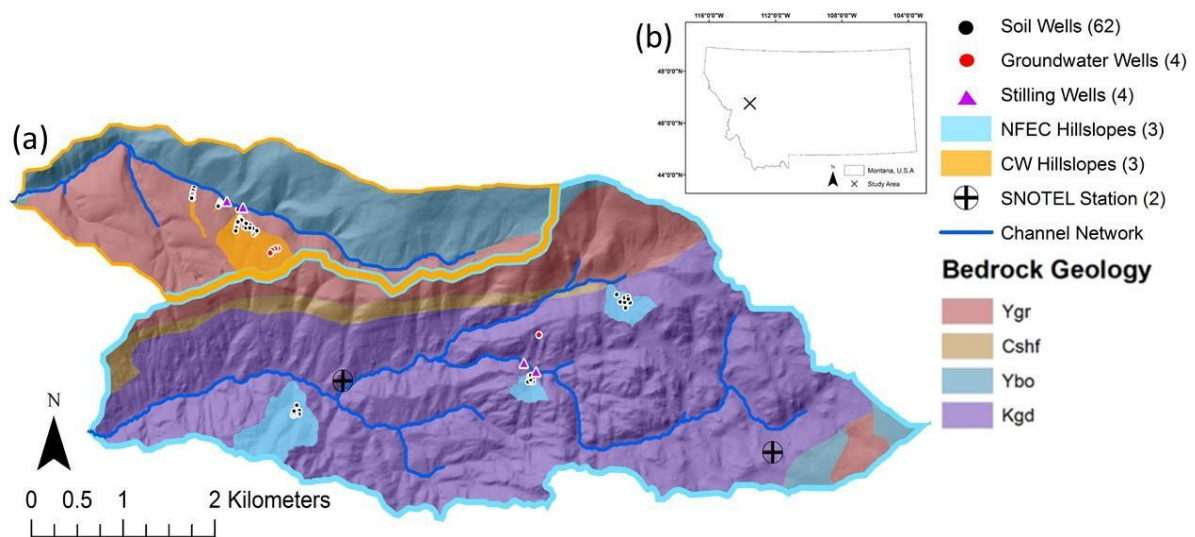 (a)
N
0 0.5 1 2 Kilometers
(b)
116°0'0"W 112°0'0"W 108°0'0"W 104°0'0"W
48°0'0"N
46°0'0"N
44°0'0"N
N
Montana, U.S.A
Study Area
Soil Wells (62)
Groundwater Wells (4)
Stilling Wells (4)
NFEC Hillslopes (3)
CW Hillslopes (3)
SNOTEL Station (2)
Channel Network
Bedrock Geology
Ygr
Cshf
Ybo
Kgd